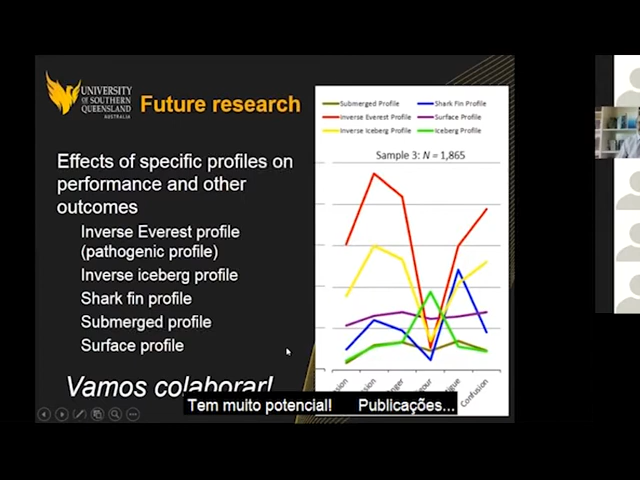 UNIVERSITY
OF SOUTHERN
QUEENSLAND
AUSTRALIA
Future research
Effects of specific profiles on
performance and other
outcomes
Inverse Everest profile
(pathogenic profile)
Inverse iceberg profile
Shark fin profile
Submerged profile
Surface profile
Vamos colaborar!
Submerged Profile
Shark Fin Profile
Inverse Everest Profile
Surface Profile
Inverse Iceberg Profile
Iceberg Profile
Sample 3: N = 1,865
Confusion
Tem muito potencial! Publicações...